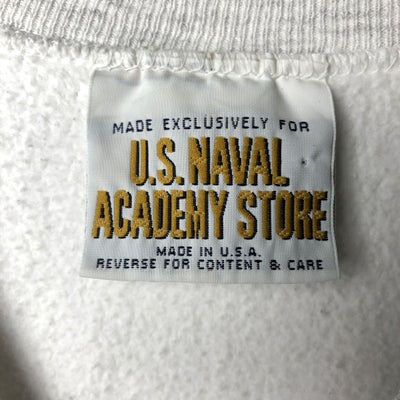 MADE EXCLUSIVELY FOR
U.S. NAVAL
ACADEMY STORE
MADE IN U.S.A.
REVERSE FOR CONTENT & CARE